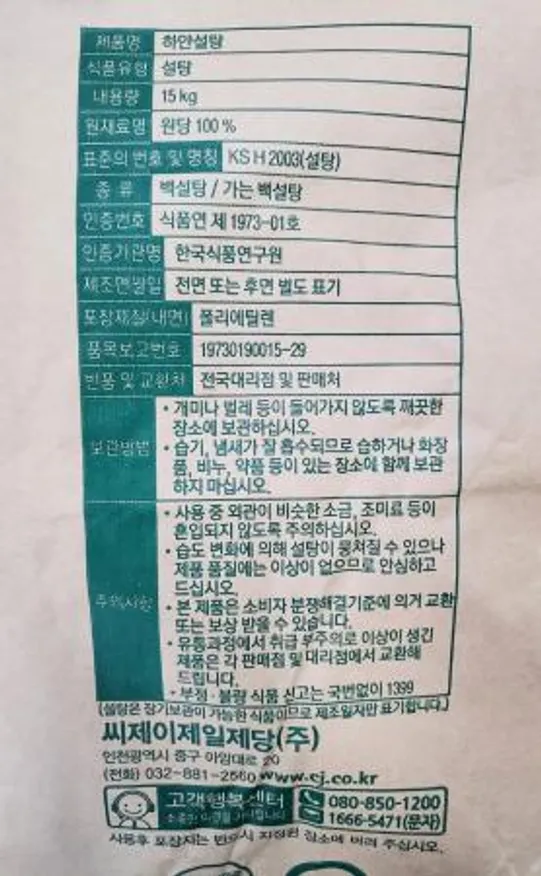 제품명 하얀설탕
식품유형 설탕
내용량 15kg
원재료명 원당 100 %
표준의 번호 및 명칭 KS H 2003(설탕)
종 류 백설탕 / 가는 백설탕
인증번호 식품연 제 1973-01호
인증기관명 한국식품연구원
제조연월일 전면 또는 후면 별도 표기
포장재질(내면) 폴리에틸렌
품목보고번호 19730190015-29
반품 및 교환처 전국대리점 및 판매처
보관방법
• 개미나 벌레 등이 들어가지 않도록 깨끗한
장소에 보관하십시오.
• 습기, 냄새가 잘 흡수되므로 습하거나 화장
품, 비누, 약품 등이 있는 장소에 함께 보관
하지 마십시오.
주의사항
• 사용 중 외관이 비슷한 소금, 조미료 등이
혼입되지 않도록 주의하십시오.
• 습도 변화에 의해 설탕이 뭉쳐질 수 있으나
제품 품질에는 이상이 없으므로 안심하고
드십시오.
• 본 제품은 소비자 분쟁해결기준에 의거 교환
또는 보상 받을 수 있습니다.
• 유통과정에서 취급 부주의로 이상이 생긴
제품은 각 판매점 및 대리점에서 교환해
드립니다.
• 부정·불량 식품 신고는 국번없이 1399
(설탕은 장기보관이 가능한 식품이므로 제조일자만 표기합니다.)
씨제이제일제당(주)
인천광역시 중구 아암대로 20
(전화) 032-881-2560 www.cj.co.kr
고객행복센터 080-850-1200
1666-5471(문자)
사용후 포장재는 반드시 지정된 장소에 버려 주십시오.